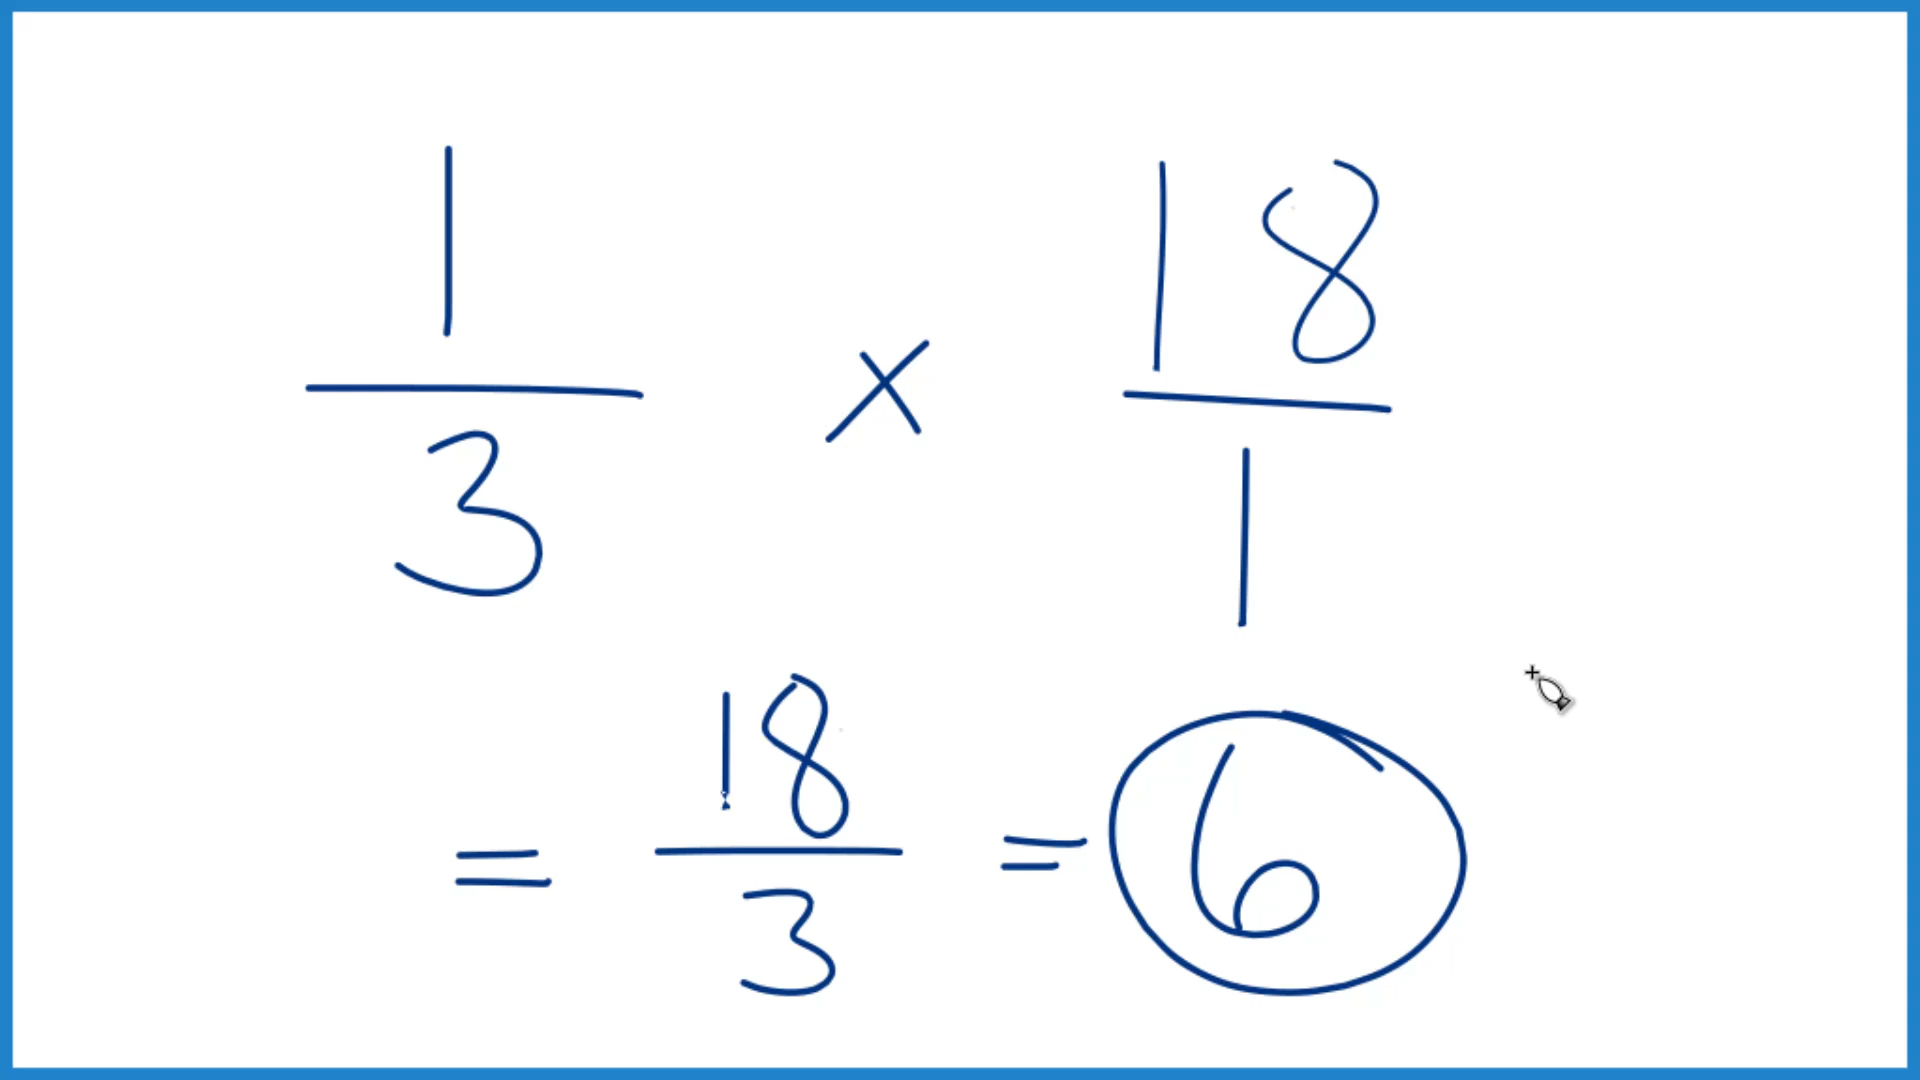 1/3 × 18/1
= 18/3 = 6